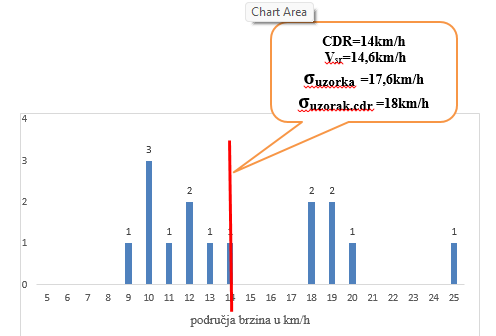 Chart Area
CDR=14km/h
Vsr=14,6km/h
σuzorka =17,6km/h
σuzorak.cdr =18km/h
4
3
2
1
0
1 3 1 2 1 1 2 2 1 1
5 6 7 8 9 10 11 12 13 14 15 16 17 18 19 20 21 22 23 24 25
područja brzina u km/h